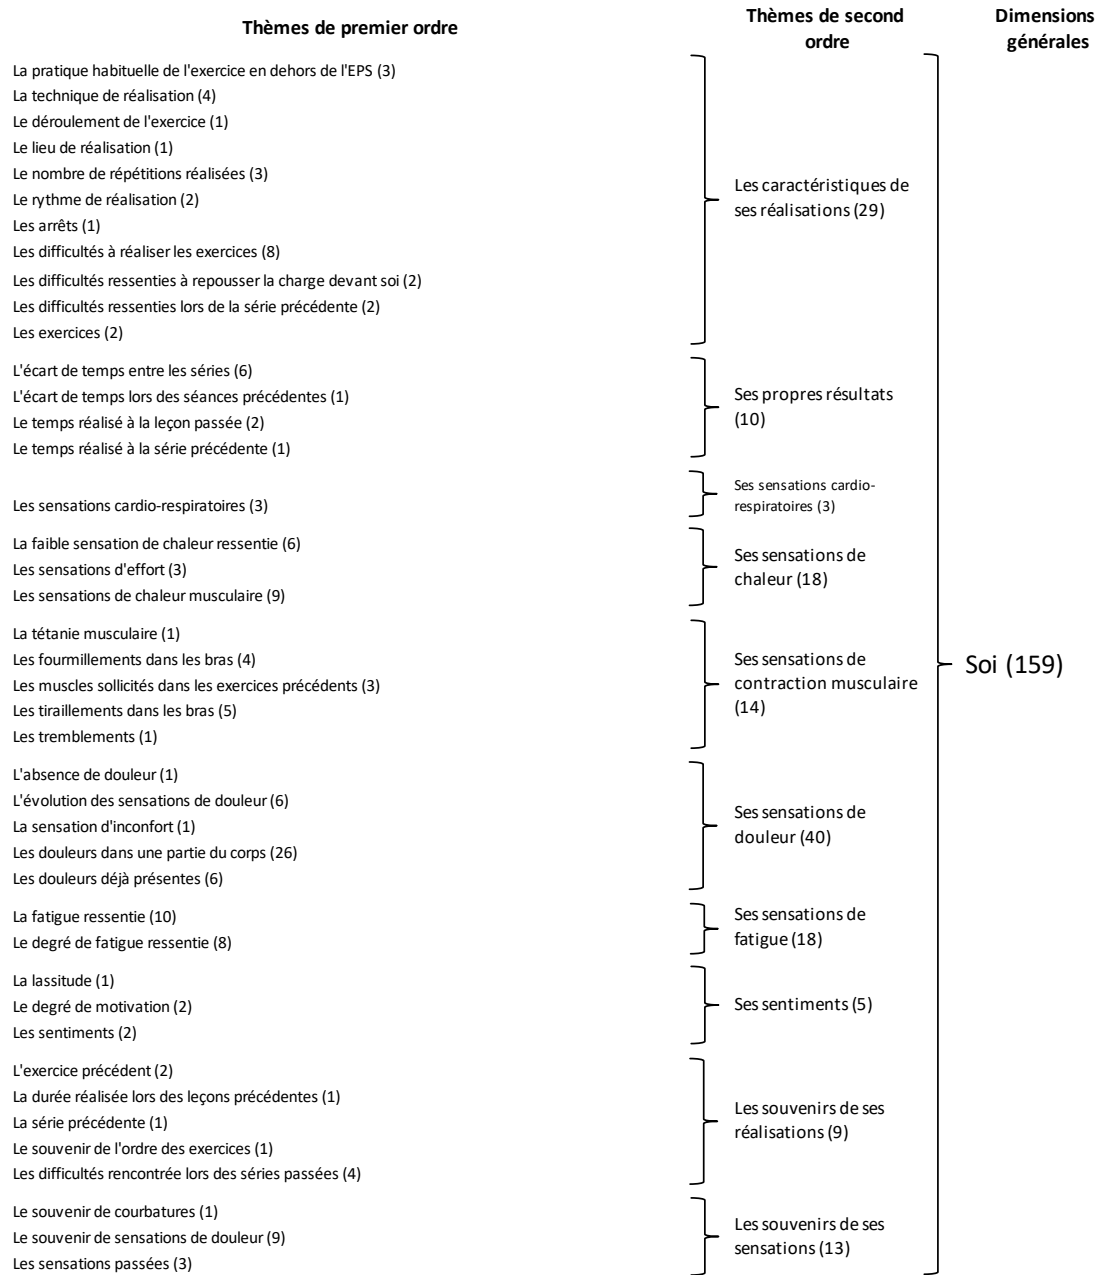 Thèmes de premier ordre
Thèmes de second
ordre
Dimensions
générales
La pratique habituelle de l'exercice en dehors de l'EPS (3)
La technique de réalisation (4)
Le déroulement de l'exercice (1)
Le lieu de réalisation (1)
Le nombre de répétitions réalisées (3)
Le rythme de réalisation (2)
Les arrêts (1)
Les difficultés à réaliser les exercices (8)
Les difficultés ressenties à repousser la charge devant soi (2)
Les difficultés ressenties lors de la série précédente (2)
Les exercices (2)
Les caractéristiques de
ses réalisations (29)
L'écart de temps entre les séries (6)
L'écart de temps lors des séances précédentes (1)
Le temps réalisé à la leçon passée (2)
Le temps réalisé à la série précédente (1)
Ses propres résultats
(10)
Les sensations cardio-respiratoires (3)
Ses sensations cardio-
respiratoires (3)
La faible sensation de chaleur ressentie (6)
Les sensations d'effort (3)
Les sensations de chaleur musculaire (9)
Ses sensations de
chaleur (18)
La tétanie musculaire (1)
Les fourmillements dans les bras (4)
Les muscles sollicités dans les exercices précédents (3)
Les tiraillements dans les bras (5)
Les tremblements (1)
Ses sensations de
contraction musculaire
(14)
Soi (159)
L'absence de douleur (1)
L'évolution des sensations de douleur (6)
La sensation d'inconfort (1)
Les douleurs dans une partie du corps (26)
Les douleurs déjà présentes (6)
Ses sensations de
douleur (40)
La fatigue ressentie (10)
Le degré de fatigue ressentie (8)
Ses sensations de
fatigue (18)
La lassitude (1)
Le degré de motivation (2)
Les sentiments (2)
Ses sentiments (5)
L'exercice précédent (2)
La durée réalisée lors des leçons précédentes (1)
La série précédente (1)
Le souvenir de l'ordre des exercices (1)
Les difficultés rencontrée lors des séries passées (4)
Les souvenirs de ses
réalisations (9)
Le souvenir de courbatures (1)
Le souvenir de sensations de douleur (9)
Les sensations passées (3)
Les souvenirs de ses
sensations (13)